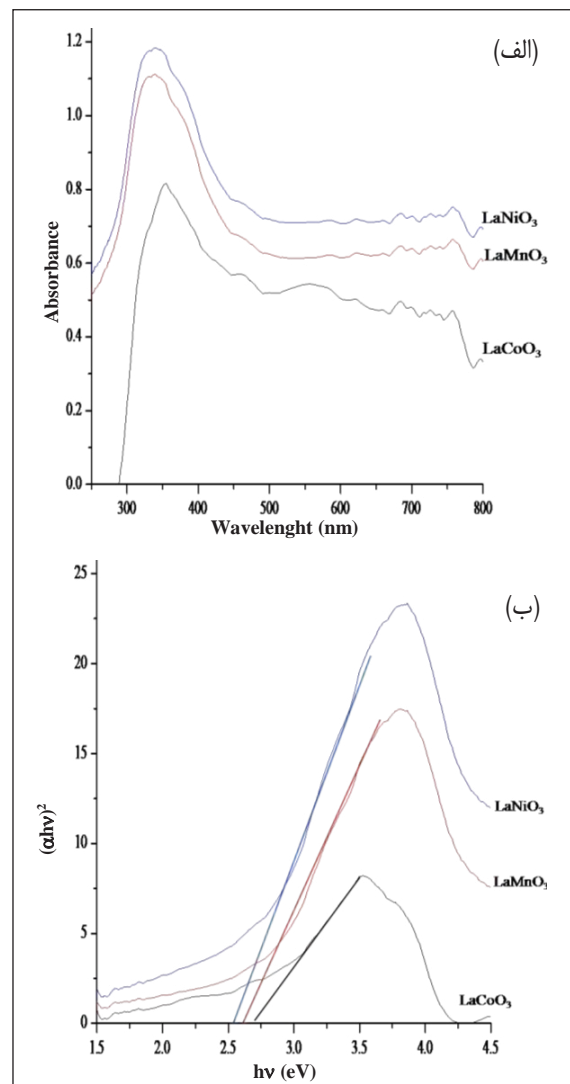 (الف)
1.2
1.0
0.8
0.6
0.4
0.2
0.0
Absorbance
LaNiO₃
LaMnO₃
LaCoO₃
300 400 500 600 700 800
Wavelenght (nm)
(ب)
25
20
15
10
5
0
(αhν)²
LaNiO₃
LaMnO₃
LaCoO₃
1.5 2.0 2.5 3.0 3.5 4.0 4.5
hν (eV)